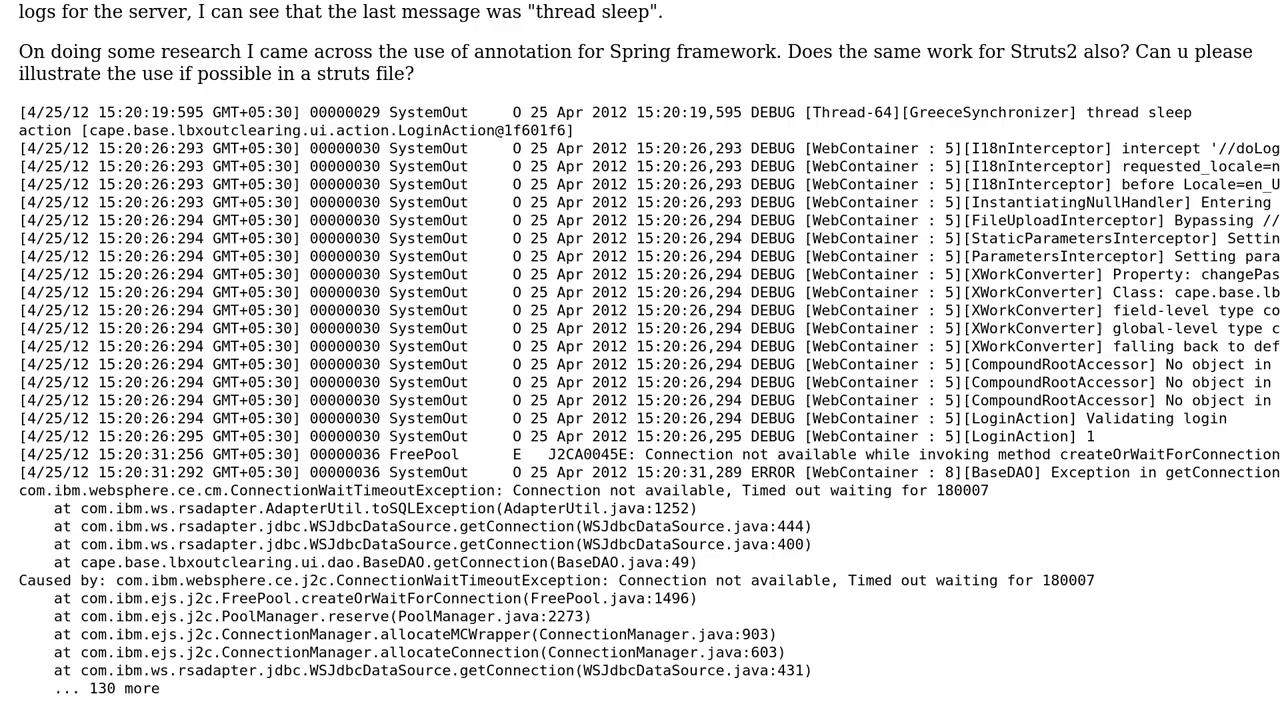 logs for the server, I can see that the last message was "thread sleep".
On doing some research I came across the use of annotation for Spring framework. Does the same work for Struts2 also? Can u please
illustrate the use if possible in a struts file?
[4/25/12 15:20:19:595 GMT+05:30] 00000029 SystemOut     O 25 Apr 2012 15:20:19,595 DEBUG [Thread-64][GreeceSynchronizer] thread sleep
action [cape.base.lbxoutclearing.ui.action.LoginAction@1f601f6]
[4/25/12 15:20:26:293 GMT+05:30] 00000030 SystemOut     O 25 Apr 2012 15:20:26,293 DEBUG [WebContainer : 5][I18nInterceptor] intercept '//doLog
[4/25/12 15:20:26:293 GMT+05:30] 00000030 SystemOut     O 25 Apr 2012 15:20:26,293 DEBUG [WebContainer : 5][I18nInterceptor] requested_locale=n
[4/25/12 15:20:26:293 GMT+05:30] 00000030 SystemOut     O 25 Apr 2012 15:20:26,293 DEBUG [WebContainer : 5][I18nInterceptor] before Locale=en_U
[4/25/12 15:20:26:293 GMT+05:30] 00000030 SystemOut     O 25 Apr 2012 15:20:26,293 DEBUG [WebContainer : 5][InstantiatingNullHandler] Entering
[4/25/12 15:20:26:294 GMT+05:30] 00000030 SystemOut     O 25 Apr 2012 15:20:26,294 DEBUG [WebContainer : 5][FileUploadInterceptor] Bypassing //
[4/25/12 15:20:26:294 GMT+05:30] 00000030 SystemOut     O 25 Apr 2012 15:20:26,294 DEBUG [WebContainer : 5][StaticParametersInterceptor] Settin
[4/25/12 15:20:26:294 GMT+05:30] 00000030 SystemOut     O 25 Apr 2012 15:20:26,294 DEBUG [WebContainer : 5][ParametersInterceptor] Setting para
[4/25/12 15:20:26:294 GMT+05:30] 00000030 SystemOut     O 25 Apr 2012 15:20:26,294 DEBUG [WebContainer : 5][XWorkConverter] Property: changePas
[4/25/12 15:20:26:294 GMT+05:30] 00000030 SystemOut     O 25 Apr 2012 15:20:26,294 DEBUG [WebContainer : 5][XWorkConverter] Class: cape.base.lb
[4/25/12 15:20:26:294 GMT+05:30] 00000030 SystemOut     O 25 Apr 2012 15:20:26,294 DEBUG [WebContainer : 5][XWorkConverter] field-level type co
[4/25/12 15:20:26:294 GMT+05:30] 00000030 SystemOut     O 25 Apr 2012 15:20:26,294 DEBUG [WebContainer : 5][XWorkConverter] global-level type c
[4/25/12 15:20:26:294 GMT+05:30] 00000030 SystemOut     O 25 Apr 2012 15:20:26,294 DEBUG [WebContainer : 5][XWorkConverter] falling back to def
[4/25/12 15:20:26:294 GMT+05:30] 00000030 SystemOut     O 25 Apr 2012 15:20:26,294 DEBUG [WebContainer : 5][CompoundRootAccessor] No object in
[4/25/12 15:20:26:294 GMT+05:30] 00000030 SystemOut     O 25 Apr 2012 15:20:26,294 DEBUG [WebContainer : 5][CompoundRootAccessor] No object in
[4/25/12 15:20:26:294 GMT+05:30] 00000030 SystemOut     O 25 Apr 2012 15:20:26,294 DEBUG [WebContainer : 5][CompoundRootAccessor] No object in
[4/25/12 15:20:26:294 GMT+05:30] 00000030 SystemOut     O 25 Apr 2012 15:20:26,294 DEBUG [WebContainer : 5][LoginAction] Validating login
[4/25/12 15:20:26:295 GMT+05:30] 00000030 SystemOut     O 25 Apr 2012 15:20:26,295 DEBUG [WebContainer : 5][LoginAction] 1
[4/25/12 15:20:31:256 GMT+05:30] 00000036 FreePool      E   J2CA0045E: Connection not available while invoking method createOrWaitForConnection
[4/25/12 15:20:31:292 GMT+05:30] 00000036 SystemOut     O 25 Apr 2012 15:20:31,289 ERROR [WebContainer : 8][BaseDAO] Exception in getConnection
com.ibm.websphere.ce.cm.ConnectionWaitTimeoutException: Connection not available, Timed out waiting for 180007
    at com.ibm.ws.rsadapter.AdapterUtil.toSQLException(AdapterUtil.java:1252)
    at com.ibm.ws.rsadapter.jdbc.WSJdbcDataSource.getConnection(WSJdbcDataSource.java:444)
    at com.ibm.ws.rsadapter.jdbc.WSJdbcDataSource.getConnection(WSJdbcDataSource.java:400)
    at cape.base.lbxoutclearing.ui.dao.BaseDAO.getConnection(BaseDAO.java:49)
Caused by: com.ibm.websphere.ce.j2c.ConnectionWaitTimeoutException: Connection not available, Timed out waiting for 180007
    at com.ibm.ejs.j2c.FreePool.createOrWaitForConnection(FreePool.java:1496)
    at com.ibm.ejs.j2c.PoolManager.reserve(PoolManager.java:2273)
    at com.ibm.ejs.j2c.ConnectionManager.allocateMCWrapper(ConnectionManager.java:903)
    at com.ibm.ejs.j2c.ConnectionManager.allocateConnection(ConnectionManager.java:603)
    at com.ibm.ws.rsadapter.jdbc.WSJdbcDataSource.getConnection(WSJdbcDataSource.java:431)
    ... 130 more